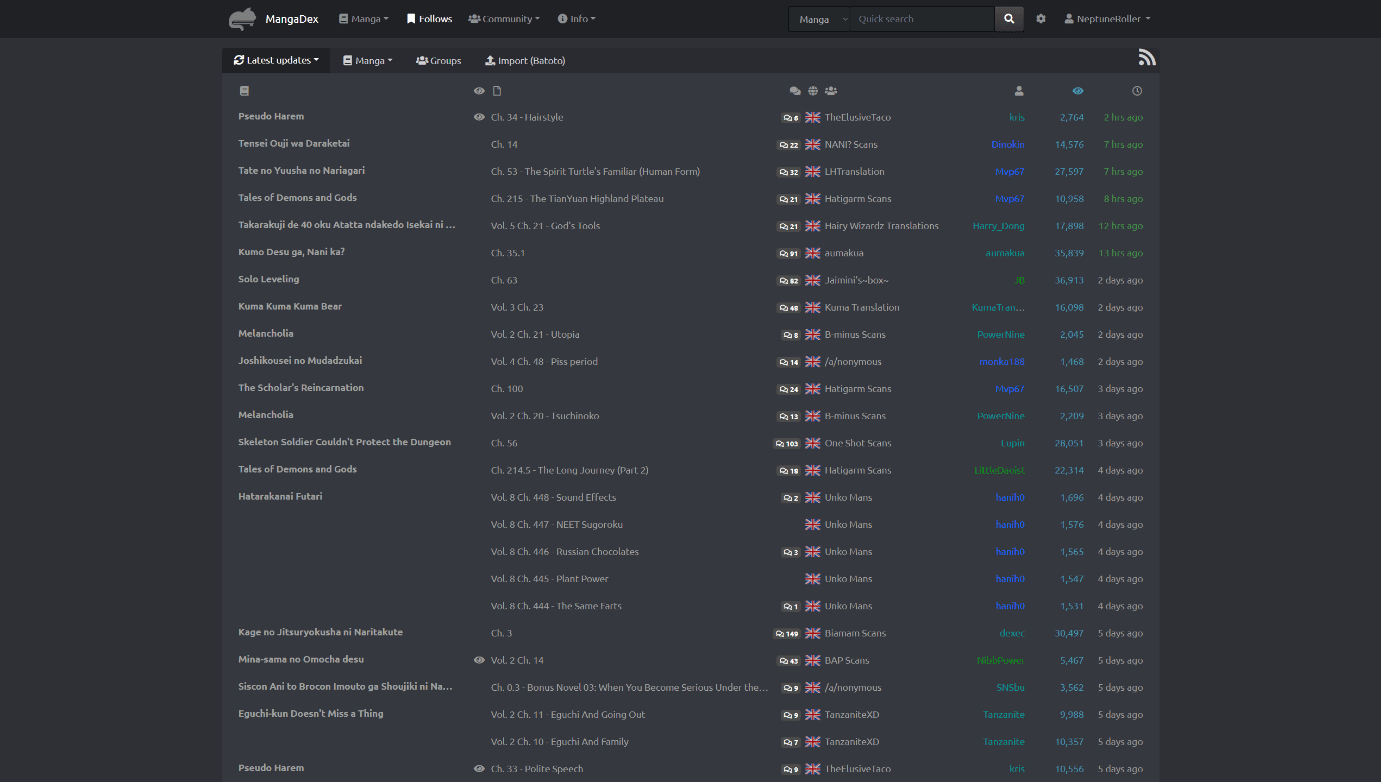 MangaDex Manga Follows Community Info Manga Quick search NeptuneRoller
Latest updates Manga Groups Import (Batoto)
Pseudo Harem Ch. 34 - Hairstyle 6 TheElusiveTaco kris 2,764 2 hrs ago
Tensei Ouji wa Daraketai Ch. 14 22 NANI? Scans Dinokin 14,576 7 hrs ago
Tate no Yuusha no Nariagari Ch. 53 - The Spirit Turtle's Familiar (Human Form) 32 LHTranslation Mvp67 27,597 7 hrs ago
Tales of Demons and Gods Ch. 215 - The TianYuan Highland Plateau 21 Hatigarm Scans Mvp67 10,958 8 hrs ago
Takarakuji de 40 oku Atatta ndakedo Isekai ni ... Vol. 5 Ch. 21 - God's Tools 21 Hairy Wizardz Translations Harry_Dong 17,898 12 hrs ago
Kumo Desu ga, Nani ka? Ch. 35.1 91 aumakua aumakua 35,839 13 hrs ago
Solo Leveling Ch. 63 82 Jaimini's~box~ JB 36,913 2 days ago
Kuma Kuma Kuma Bear Vol. 3 Ch. 23 48 Kuma Translation KumaTran... 16,098 2 days ago
Melancholia Vol. 2 Ch. 21 - Utopia 8 B-minus Scans PowerNine 2,045 2 days ago
Joshikousei no Mudadzukai Vol. 4 Ch. 48 - Piss period 14 /a/nonymous monka186 1,468 2 days ago
The Scholar's Reincarnation Ch. 100 24 Hatigarm Scans Mvp67 16,507 3 days ago
Melancholia Vol. 2 Ch. 20 - Tsuchinoko 13 B-minus Scans PowerNine 2,209 3 days ago
Skeleton Soldier Couldn't Protect the Dungeon Ch. 56 103 One Shot Scans Lupin 28,051 3 days ago
Tales of Demons and Gods Ch. 214.5 - The Long Journey (Part 2) 18 Hatigarm Scans LittleDaoist 22,314 4 days ago
Hatarakanai Futari Vol. 8 Ch. 448 - Sound Effects 2 Unko Mans hanih0 1,696 4 days ago
Vol. 8 Ch. 447 - NEET Sugoroku Unko Mans hanih0 1,576 4 days ago
Vol. 8 Ch. 446 - Russian Chocolates 3 Unko Mans hanih0 1,565 4 days ago
Vol. 8 Ch. 445 - Plant Power Unko Mans hanih0 1,547 4 days ago
Vol. 8 Ch. 444 - The Same Farts 1 Unko Mans hanih0 1,531 4 days ago
Kage no Jitsuryokusha ni Naritakute Ch. 3 149 Biamam Scans dexec 30,497 5 days ago
Mina-sama no Omocha desu Vol. 2 Ch. 14 43 BAP Scans NibbPower 5,467 5 days ago
Siscon Ani to Brocon Imouto ga Shoujiki ni Na... Ch. 0.3 - Bonus Novel 03: When You Become Serious Under the... 9 /a/nonymous SNSbu 3,562 5 days ago
Eguchi-kun Doesn't Miss a Thing Vol. 2 Ch. 11 - Eguchi And Going Out 9 TanzaniteXD Tanzanite 9,988 5 days ago
Vol. 2 Ch. 10 - Eguchi And Family 7 TanzaniteXD Tanzanite 10,357 5 days ago
Pseudo Harem Ch. 33 - Polite Speech 9 TheElusiveTaco kris 10,556 5 days ago